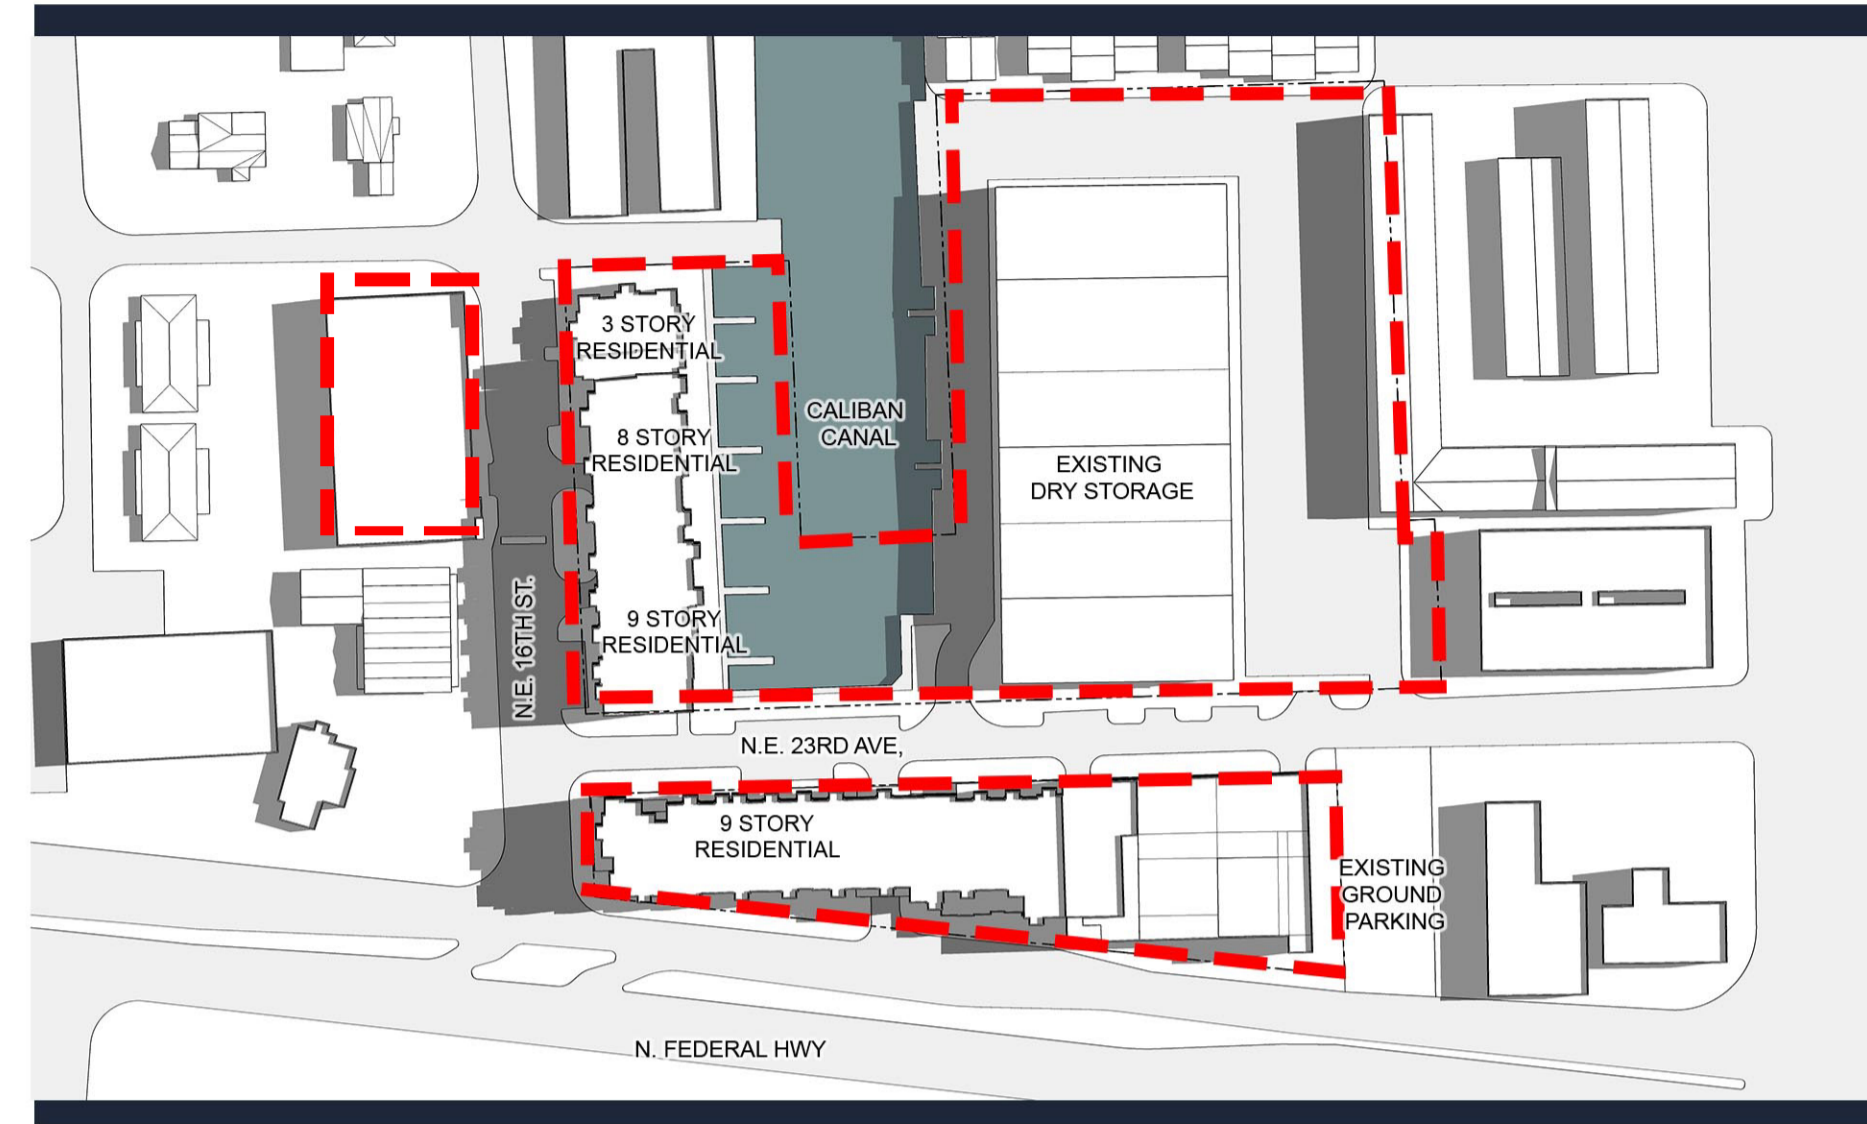 3 STORY
RESIDENTIAL
8 STORY
RESIDENTIAL
9 STORY
RESIDENTIAL
CALIBAN
CANAL
EXISTING
DRY STORAGE
N.E. 16TH ST.
N.E. 23RD AVE,
9 STORY
RESIDENTIAL
EXISTING
GROUND
PARKING
N. FEDERAL HWY